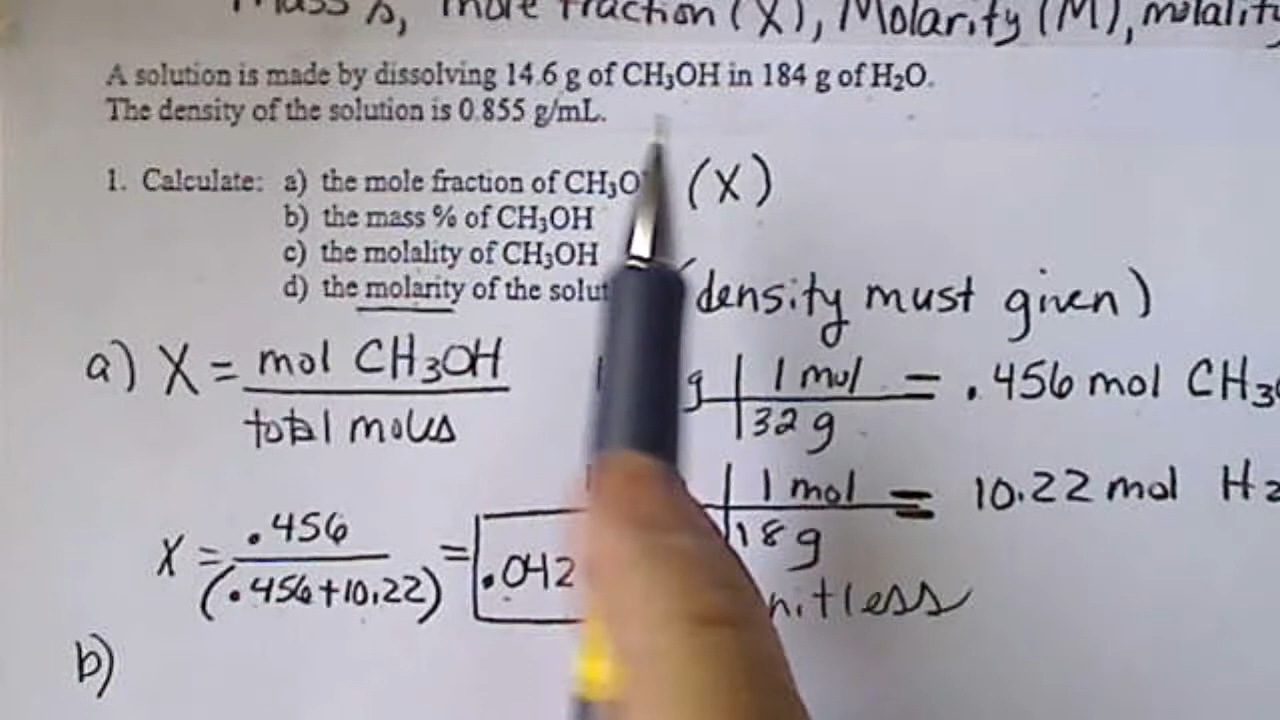 Mass %, mole fraction (X), Molarity (M), molality
A solution is made by dissolving 14.6 g of CH₃OH in 184 g of H₂O.
The density of the solution is 0.855 g/mL.
1. Calculate: a) the mole fraction of CH₃O (X)
b) the mass % of CH₃OH
c) the molality of CH₃OH
d) the molarity of the solut (density must given)
a) X = mol CH₃OH / total moles
g | 1 mol / 32 g = .456 mol CH₃
| 1 mol / 18 g = 10.22 mol H₂
X = .456 / (.456+10.22) = .042
nitless
b)